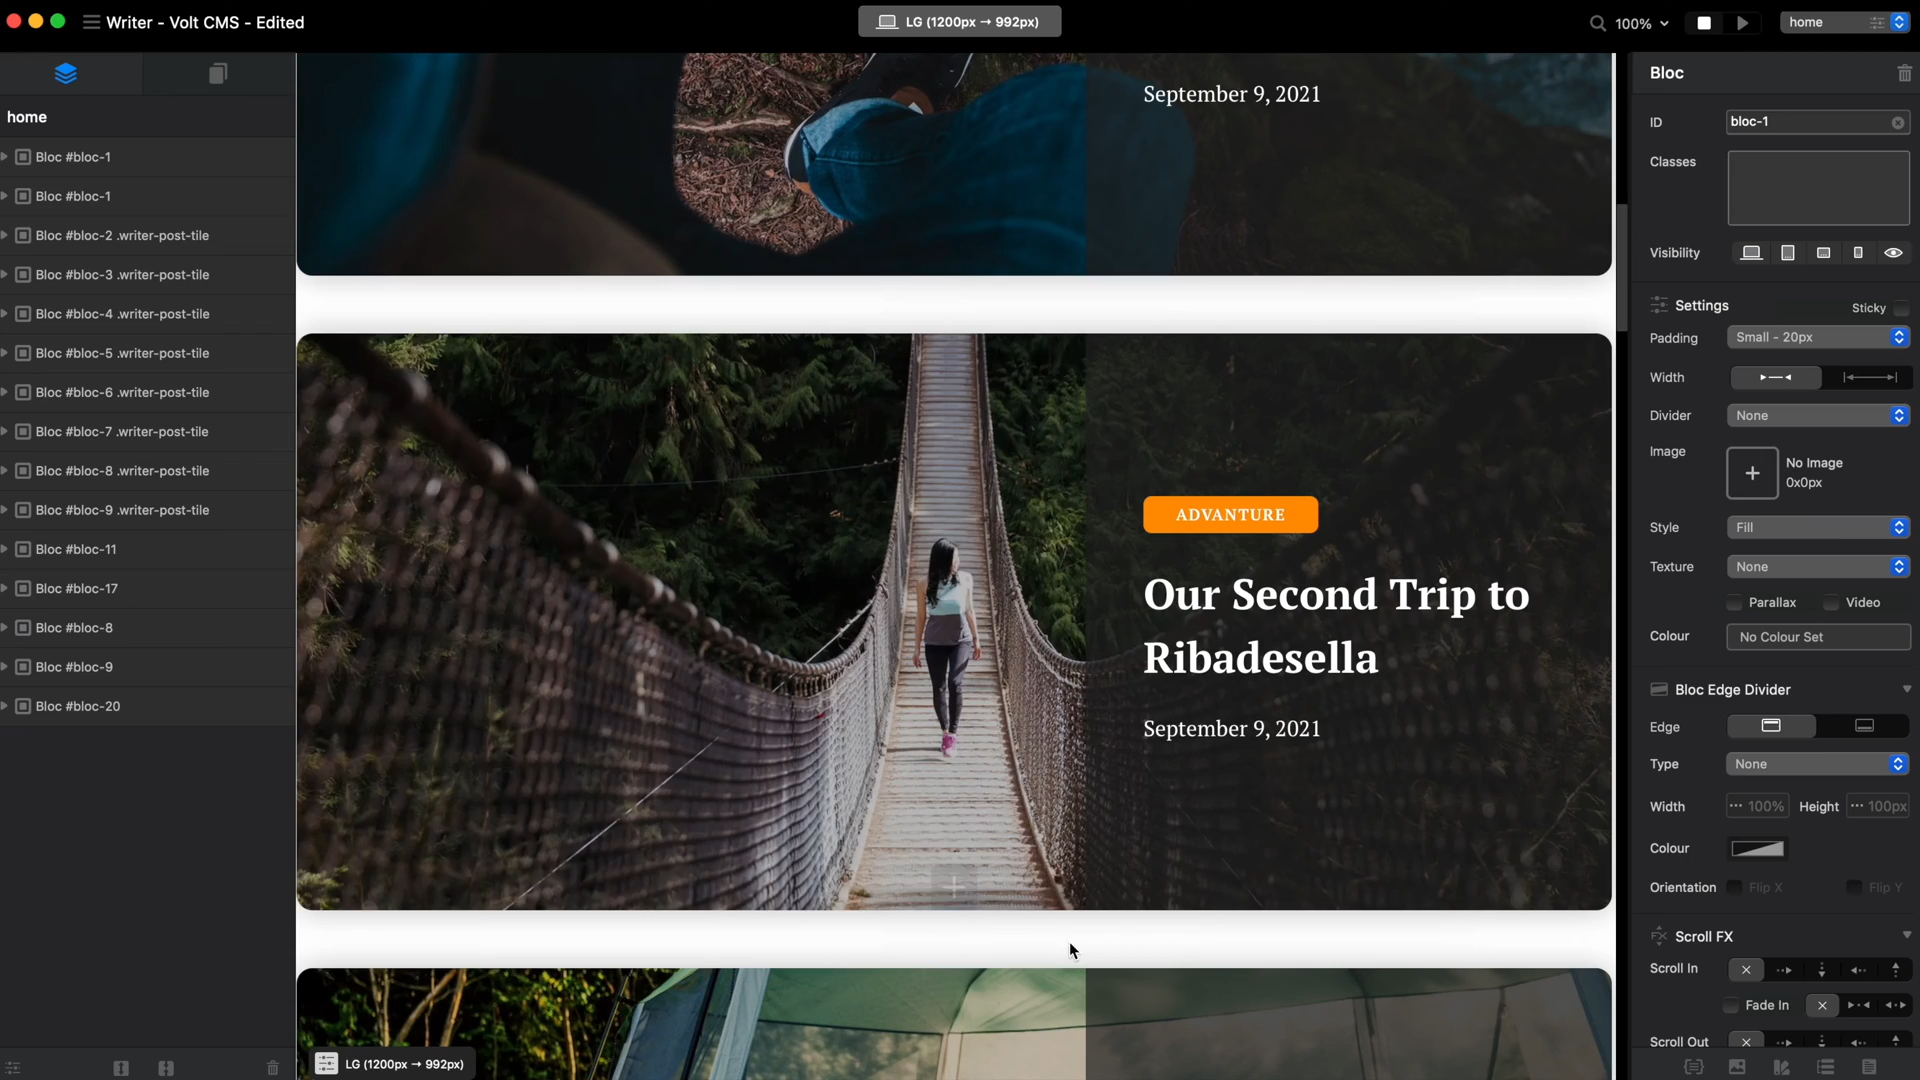 Writer - Volt CMS - Edited
LG (1200px → 992px)
100%
home
home
Bloc #bloc-1
Bloc #bloc-1
Bloc #bloc-2 .writer-post-tile
Bloc #bloc-3 .writer-post-tile
Bloc #bloc-4 .writer-post-tile
Bloc #bloc-5 .writer-post-tile
Bloc #bloc-6 .writer-post-tile
Bloc #bloc-7 .writer-post-tile
Bloc #bloc-8 .writer-post-tile
Bloc #bloc-9 .writer-post-tile
Bloc #bloc-11
Bloc #bloc-17
Bloc #bloc-8
Bloc #bloc-9
Bloc #bloc-20
September 9, 2021
ADVANTURE
Our Second Trip to
Ribadesella
September 9, 2021
LG (1200px → 992px)
Bloc
ID bloc-1
Classes
Visibility
Settings Sticky
Padding Small - 20px
Width
Divider None
Image No Image
0x0px
Style Fill
Texture None
Parallax Video
Colour No Colour Set
Bloc Edge Divider
Edge
Type None
Width 100% Height 100px
Colour
Orientation Flip X Flip Y
Scroll FX
Scroll In
Fade In
Scroll Out